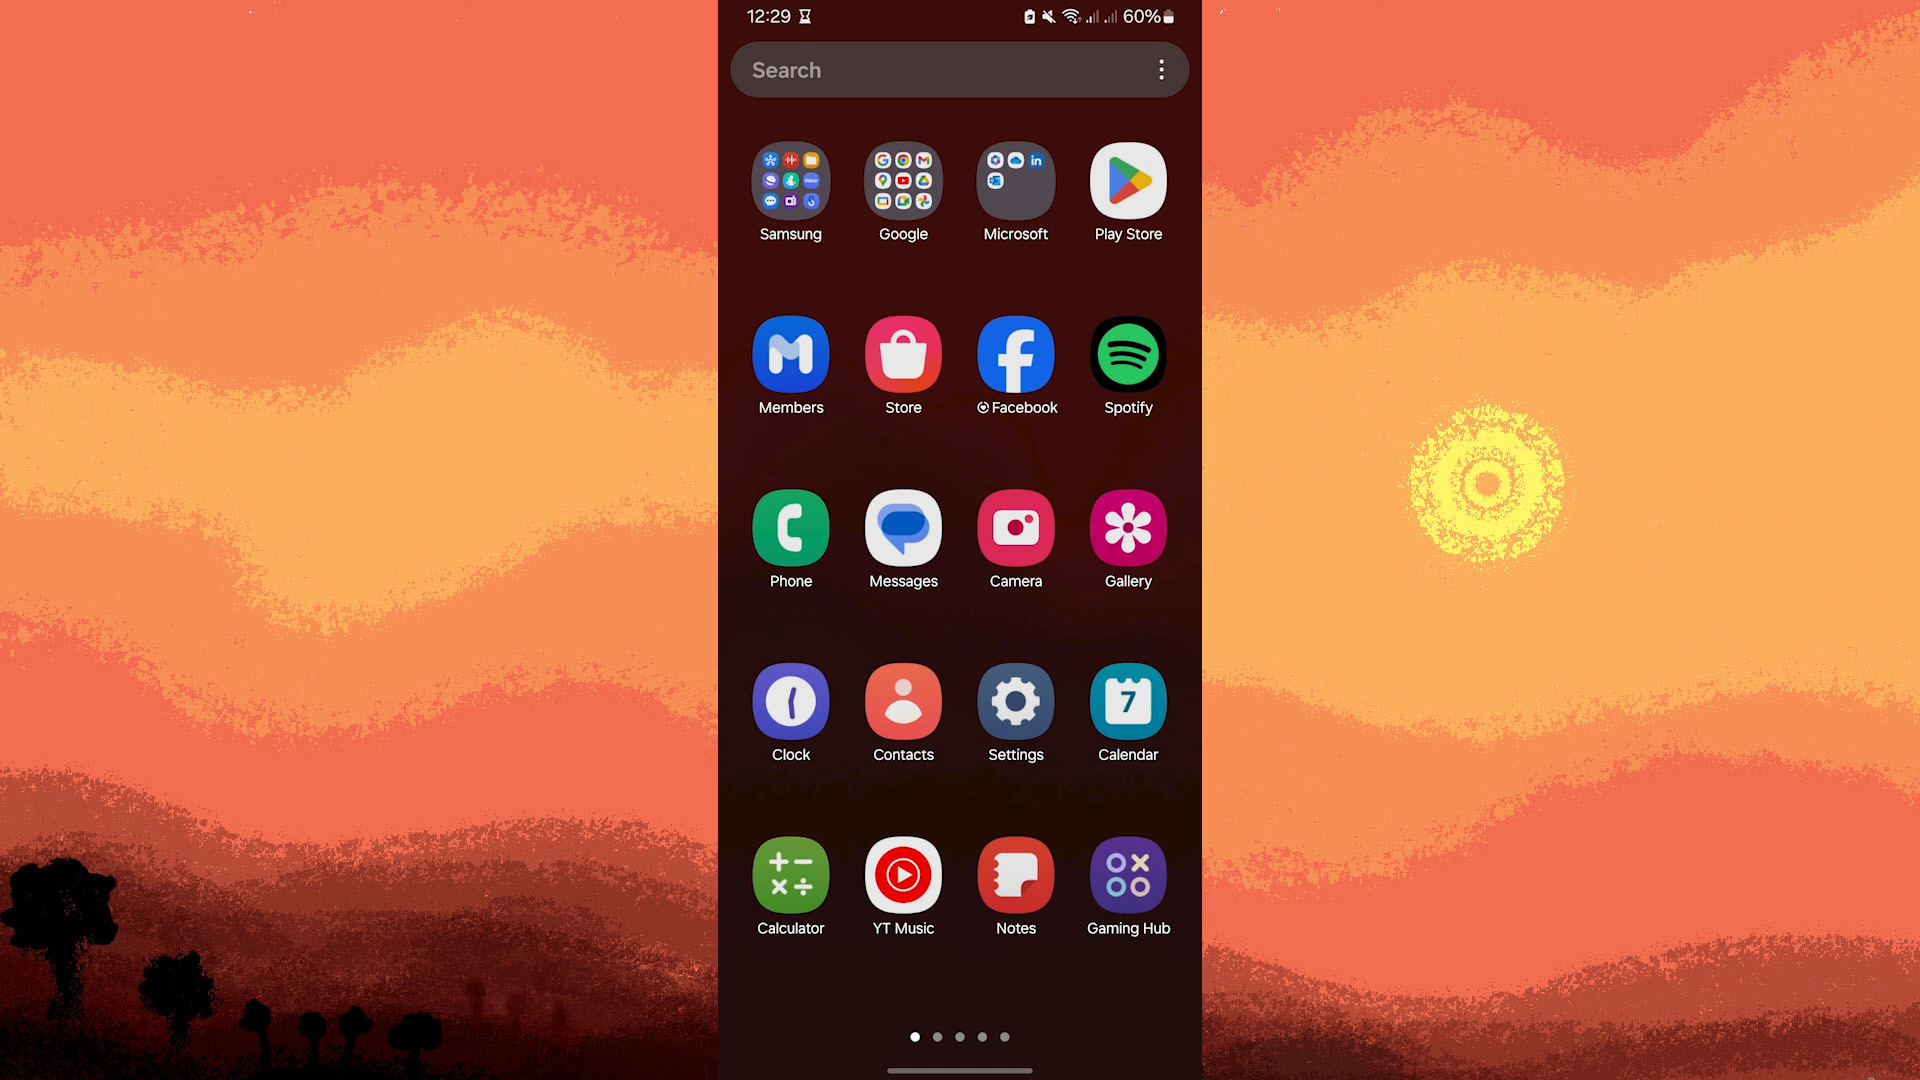 12:29 60%
Search
Samsung Google Microsoft Play Store
Members Store Facebook Spotify
Phone Messages Camera Gallery
7
Clock Contacts Settings Calendar
Calculator YT Music Notes Gaming Hub